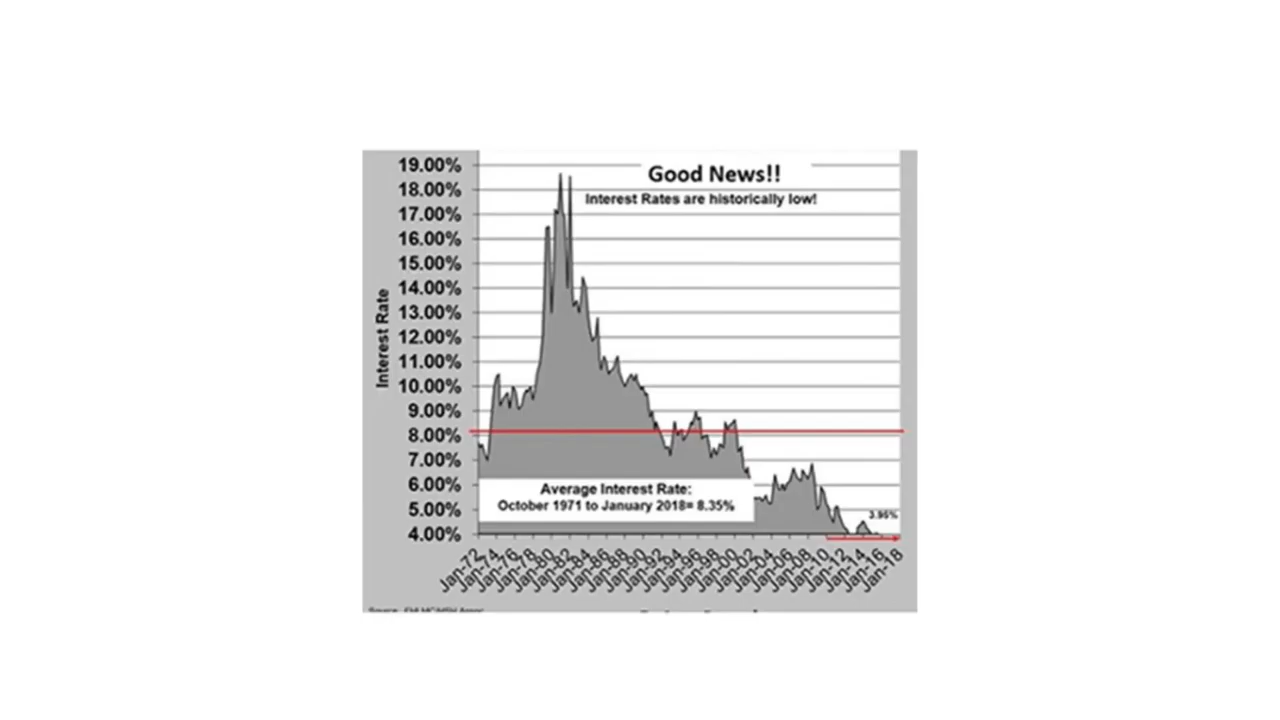 Good News!!
Interest Rates are historically low!
19.00%
18.00%
17.00%
16.00%
15.00%
14.00%
13.00%
12.00%
11.00%
10.00%
9.00%
8.00%
7.00%
6.00%
5.00%
4.00%
Interest Rate
Average Interest Rate:
October 1971 to January 2018= 8.35%
3.95%
Jan-72
Jan-74
Jan-76
Jan-78
Jan-80
Jan-82
Jan-84
Jan-86
Jan-88
Jan-90
Jan-92
Jan-94
Jan-96
Jan-98
Jan-00
Jan-02
Jan-04
Jan-06
Jan-08
Jan-10
Jan-12
Jan-14
Jan-16
Jan-18